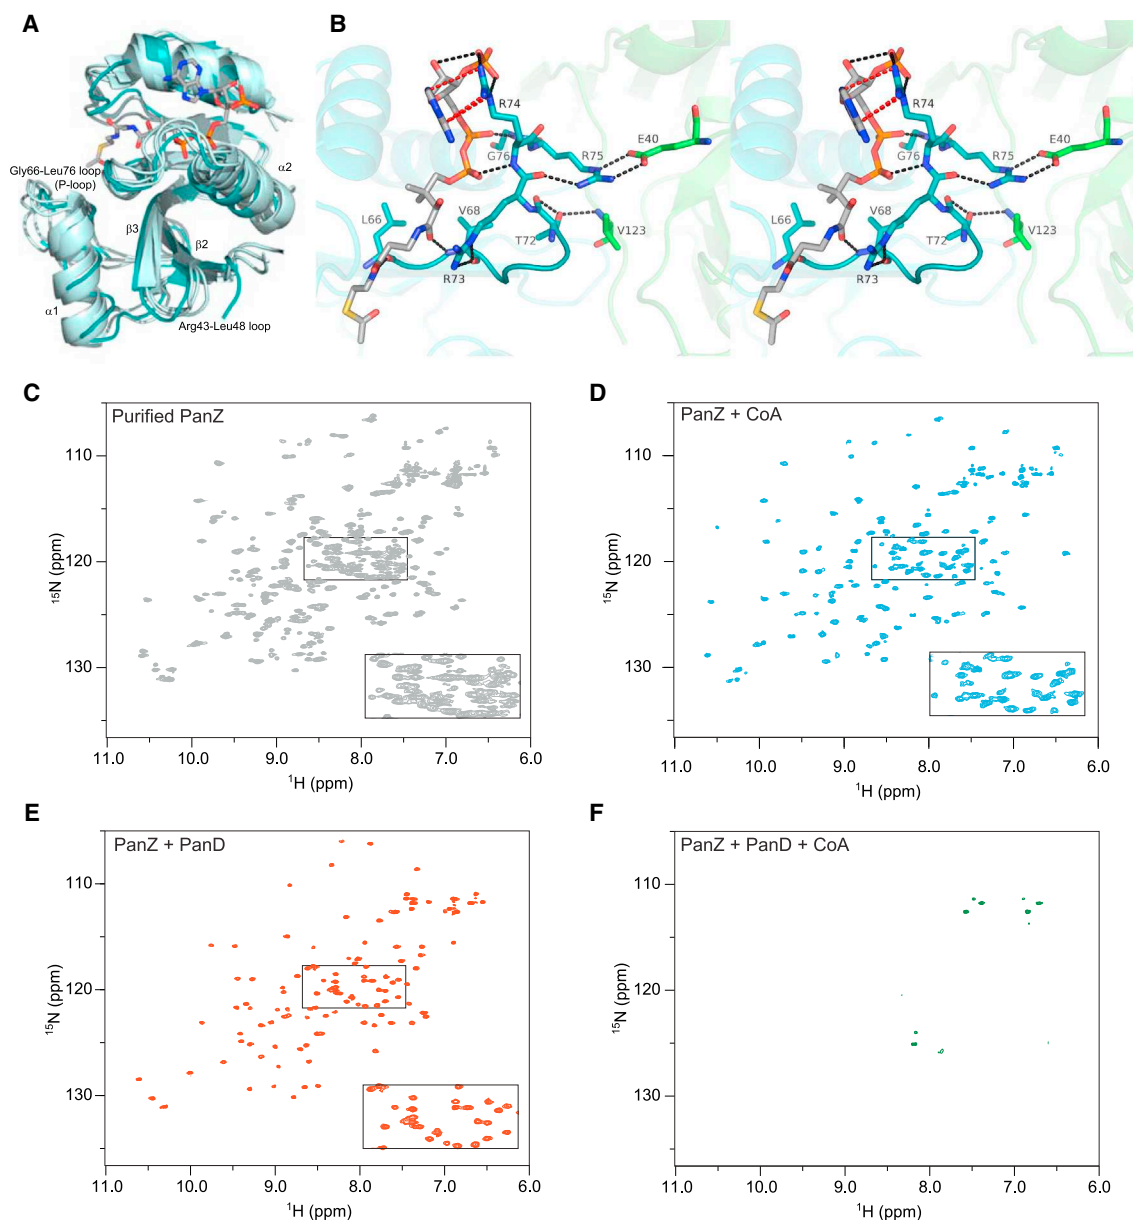 A
B
Gly66-Leu76 loop
(P-loop)
α2
β3
β2
α1
Arg43-Leu48 loop
R74
E40
G76
R75
L66
V68
T72
V123
R73
R74
E40
G76
R75
L66
V68
T72
V123
R73
C
Purified PanZ
110
120
130
¹⁵N (ppm)
11.0 10.0 9.0 8.0 7.0 6.0
¹H (ppm)
D
PanZ + CoA
110
120
130
¹⁵N (ppm)
11.0 10.0 9.0 8.0 7.0 6.0
¹H (ppm)
E
PanZ + PanD
110
120
130
¹⁵N (ppm)
11.0 10.0 9.0 8.0 7.0 6.0
¹H (ppm)
F
PanZ + PanD + CoA
110
120
130
¹⁵N (ppm)
11.0 10.0 9.0 8.0 7.0 6.0
¹H (ppm)